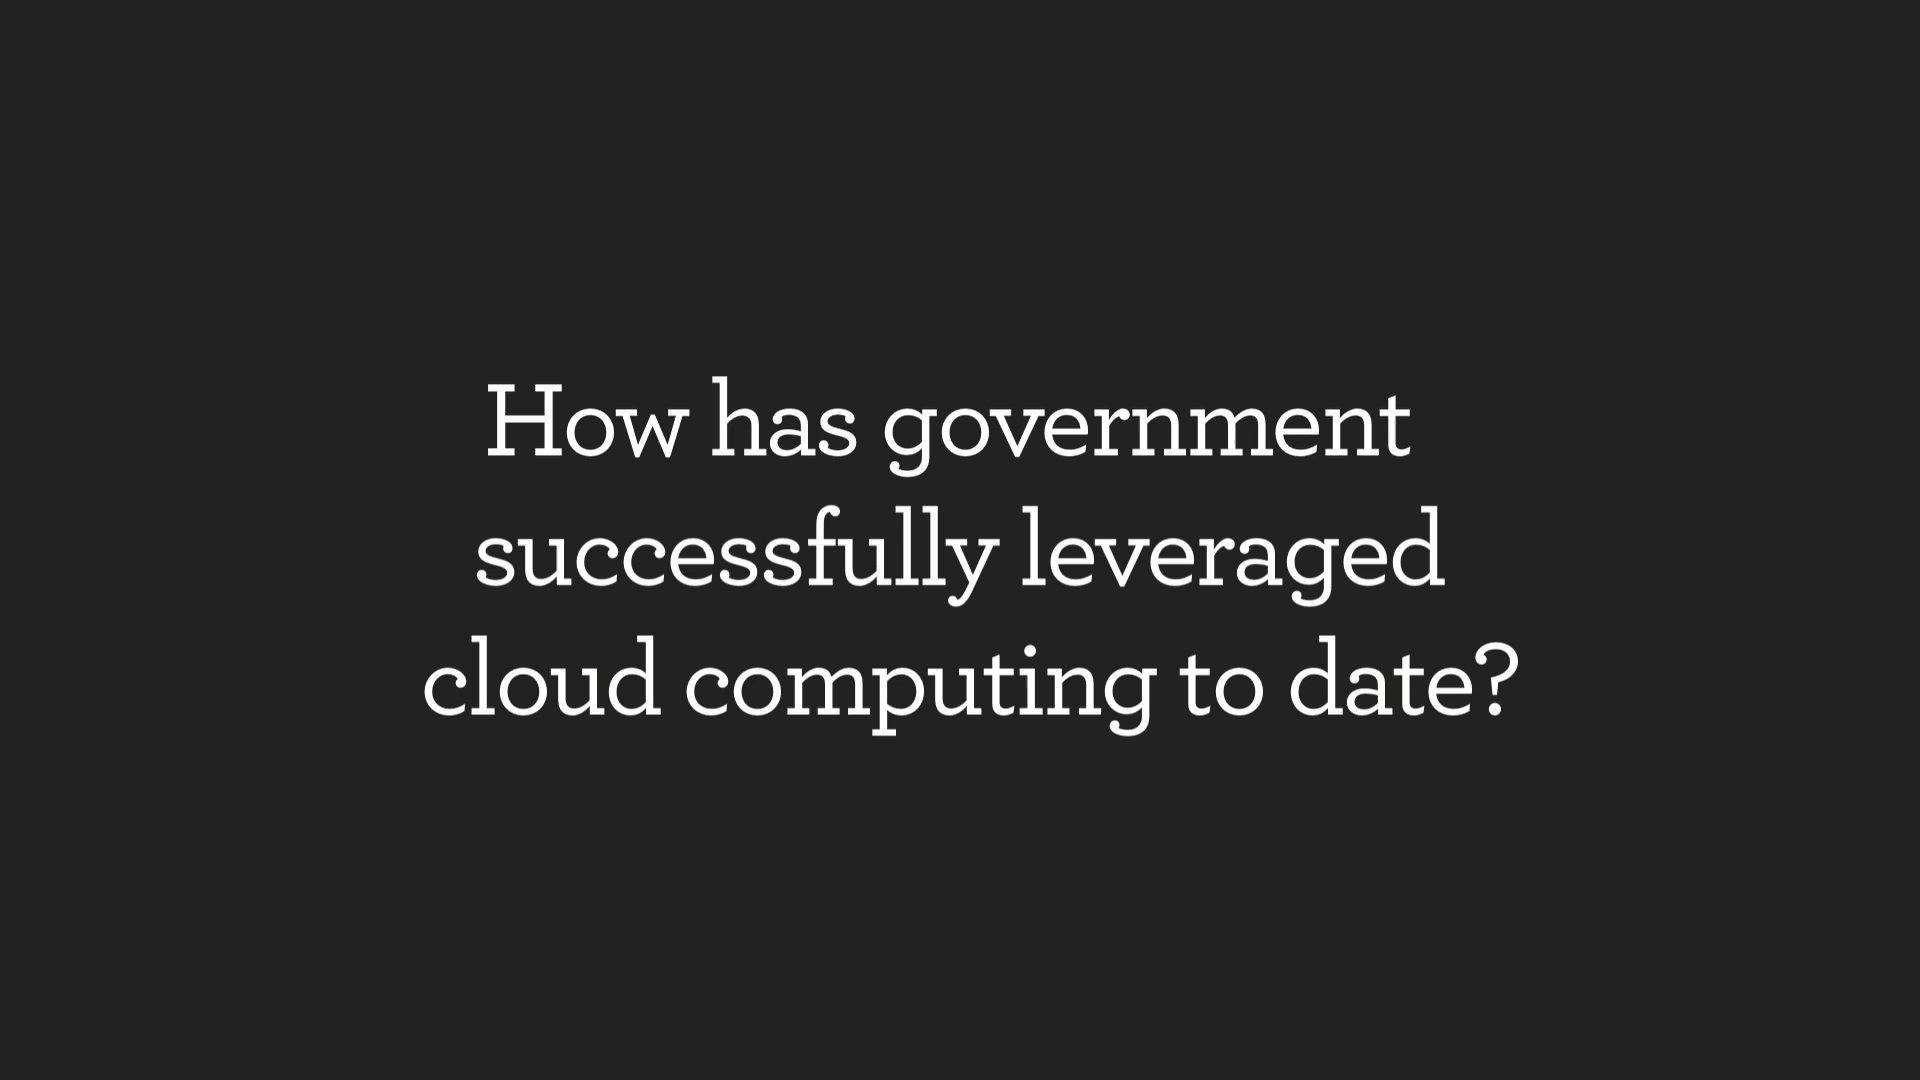 How has government
successfully leveraged
cloud computing to date?